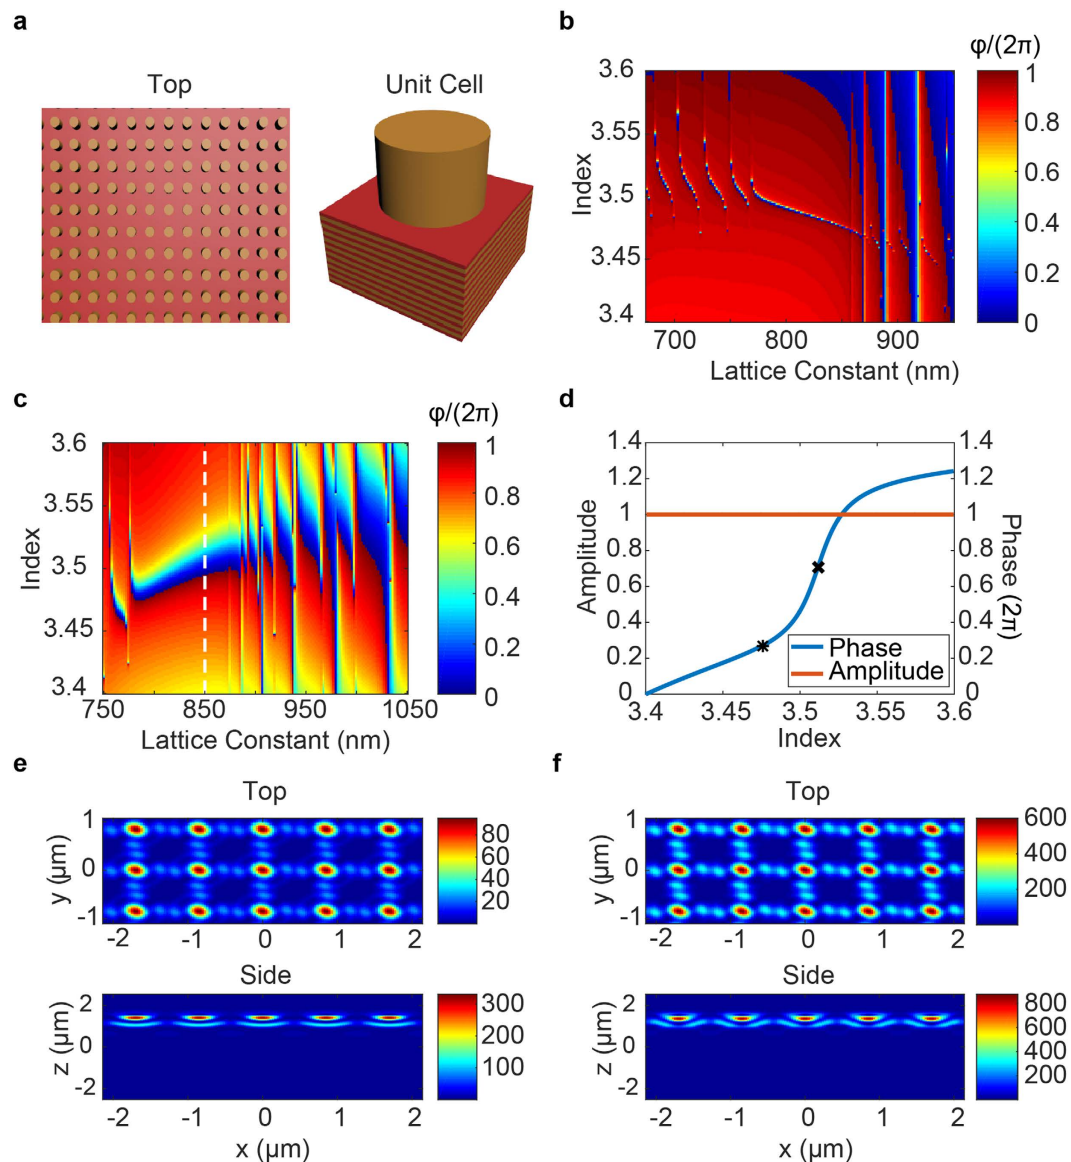 a
Top
Unit Cell
b
φ/(2π)
3.6
3.55
3.5
3.45
3.4
Index
700 800 900
Lattice Constant (nm)
1
0.8
0.6
0.4
0.2
0
c
φ/(2π)
3.6
3.55
3.5
3.45
3.4
Index
750 850 950 1050
Lattice Constant (nm)
1
0.8
0.6
0.4
0.2
0
d
1.4
1.2
1
0.8
0.6
0.4
0.2
0
Amplitude
1.4
1.2
1
0.8
0.6
0.4
0.2
0
Phase (2π)
Phase
Amplitude
3.4 3.45 3.5 3.55 3.6
Index
e
Top
1
0
-1
y (μm)
80
60
40
20
-2 -1 0 1 2
Side
2
0
-2
z (μm)
300
200
100
-2 -1 0 1 2
x (μm)
f
Top
1
0
-1
y (μm)
600
400
200
-2 -1 0 1 2
Side
2
0
-2
z (μm)
800
600
400
200
-2 -1 0 1 2
x (μm)